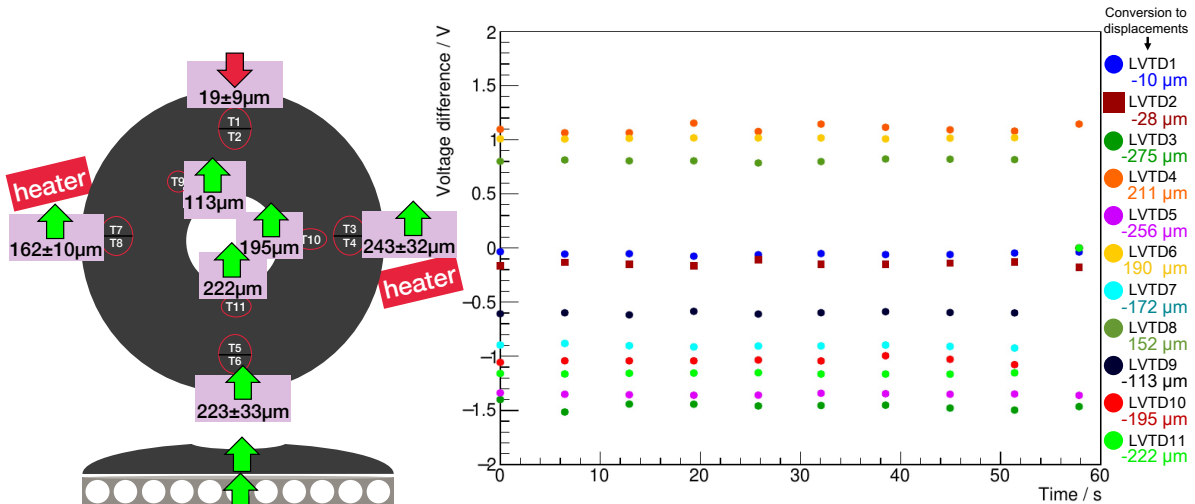 19±9µm
T1
T2
heater
T9
113µm
T7
T8
162±10µm
195µm
T10
T3
T4
243±32µm
heater
222µm
T11
T5
T6
223±33µm
Voltage difference / V
2
1.5
1
0.5
0
−0.5
−1
−1.5
−2
0
10
20
30
40
50
60
Time / s
Conversion to
displacements
LVTD1
-10 µm
LVTD2
-28 µm
LVTD3
-275 µm
LVTD4
211 µm
LVTD5
-256 µm
LVTD6
190 µm
LVTD7
-172 µm
LVTD8
152 µm
LVTD9
-113 µm
LVTD10
-195 µm
LVTD11
-222 µm